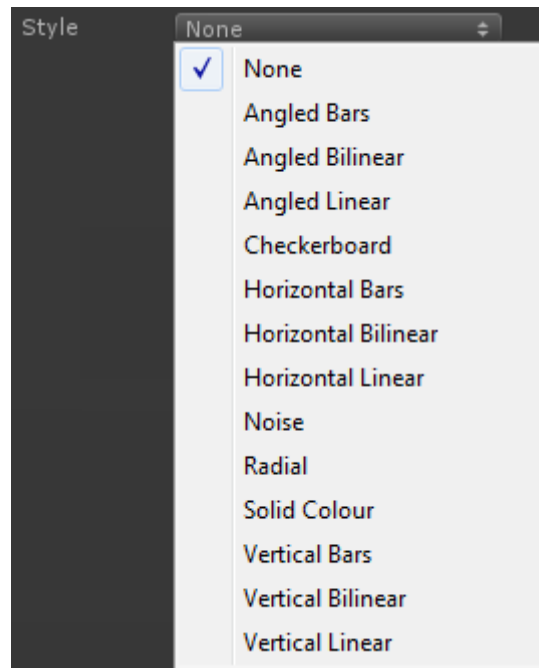 Style None
None
Angled Bars
Angled Bilinear
Angled Linear
Checkerboard
Horizontal Bars
Horizontal Bilinear
Horizontal Linear
Noise
Radial
Solid Colour
Vertical Bars
Vertical Bilinear
Vertical Linear